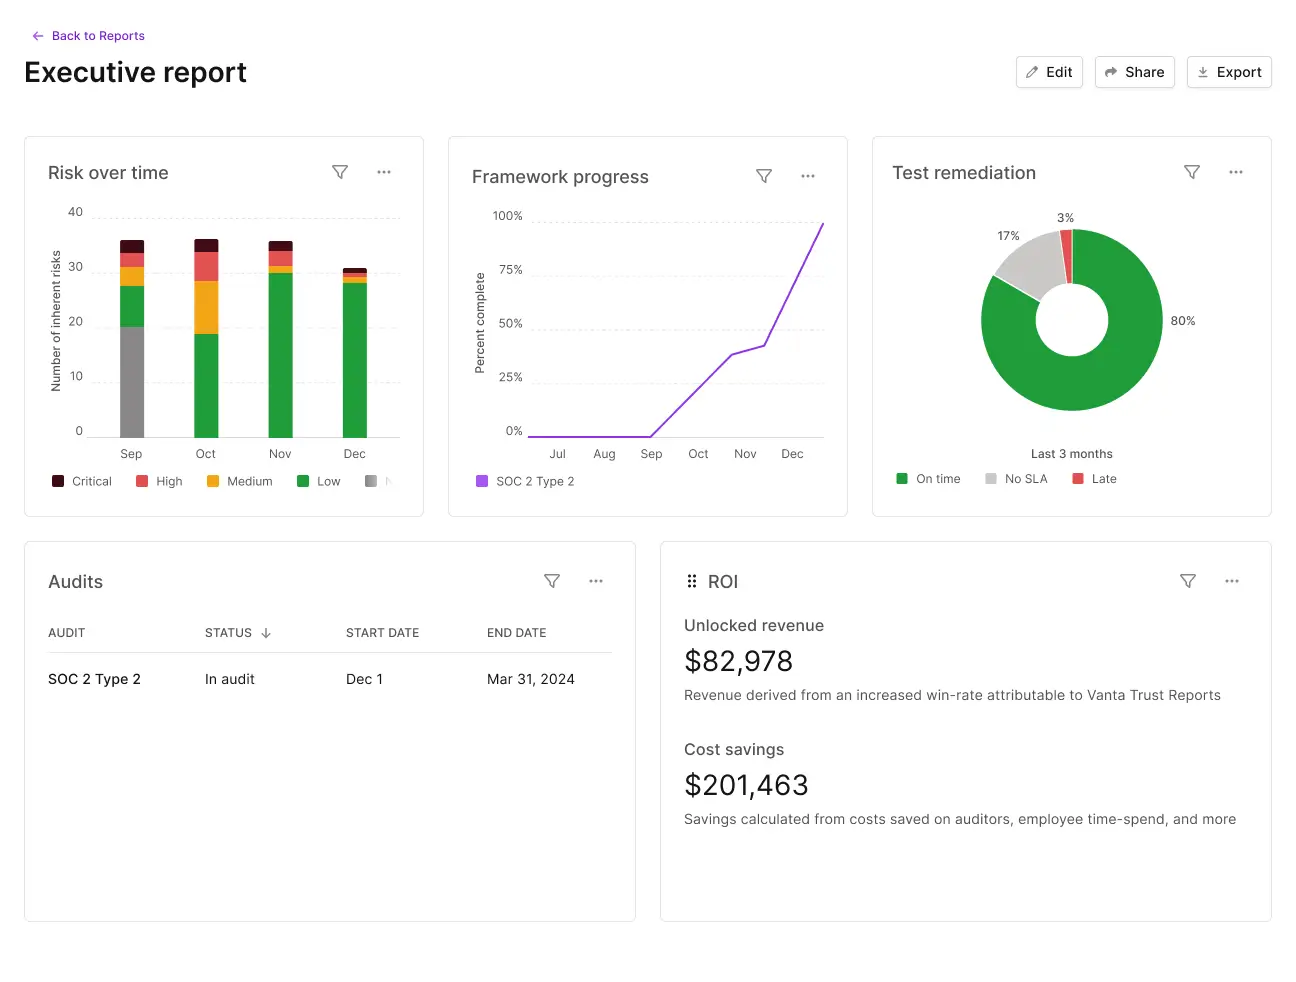 Back to Reports
Executive report
Edit
Share
Export
Risk over time
40
30
20
10
0
Number of inherent risks
Sep
Oct
Nov
Dec
Critical
High
Medium
Low
Framework progress
100%
75%
50%
25%
0%
Percent complete
Jul
Aug
Sep
Oct
Nov
Dec
SOC 2 Type 2
Test remediation
3%
17%
80%
Last 3 months
On time
No SLA
Late
Audits
AUDIT STATUS START DATE END DATE
SOC 2 Type 2 In audit Dec 1 Mar 31, 2024
ROI
Unlocked revenue
$82,978
Revenue derived from an increased win-rate attributable to Vanta Trust Reports
Cost savings
$201,463
Savings calculated from costs saved on auditors, employee time-spend, and more